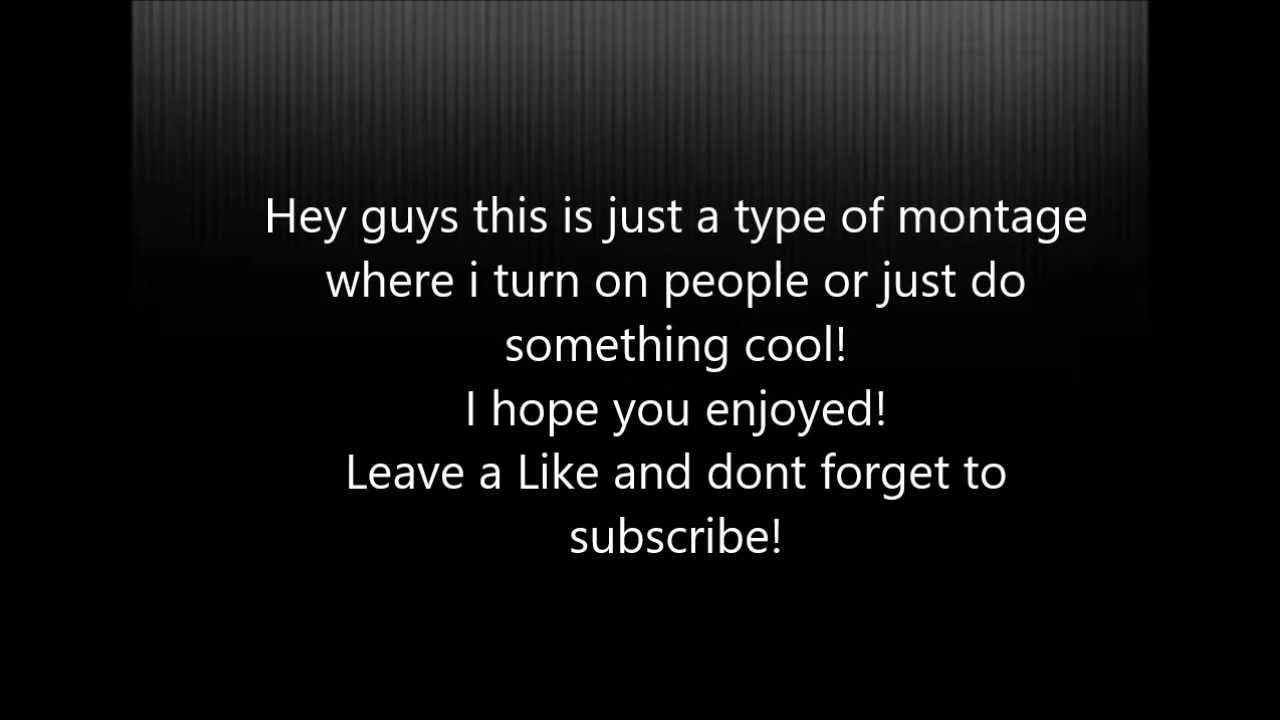 Hey guys this is just a type of montage
where i turn on people or just do
something cool!
I hope you enjoyed!
Leave a Like and dont forget to
subscribe!